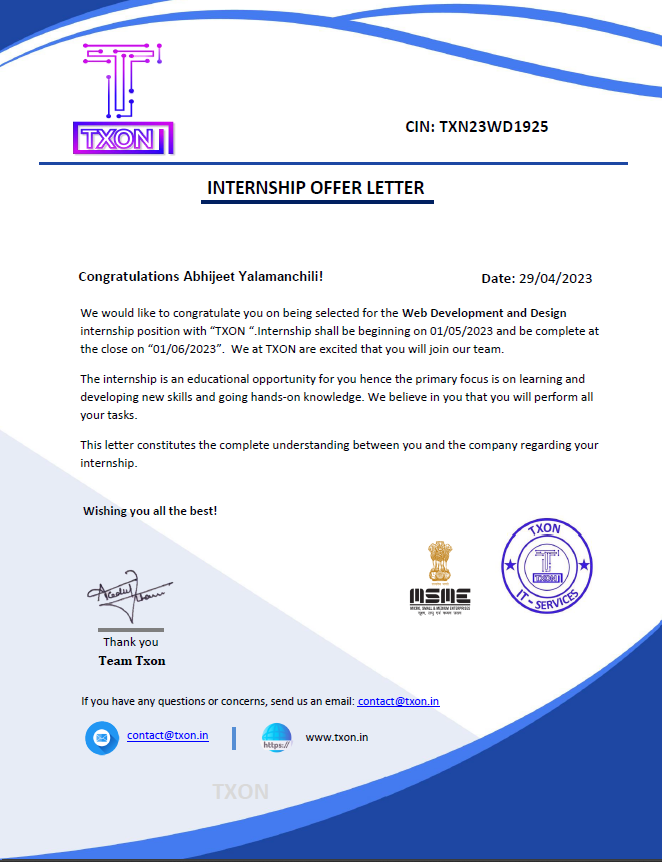 TXON
CIN: TXN23WD1925
INTERNSHIP OFFER LETTER
Congratulations Abhijeet Yalamanchili!
Date: 29/04/2023
We would like to congratulate you on being selected for the Web Development and Design
internship position with “TXON “.Internship shall be beginning on 01/05/2023 and be complete at
the close on “01/06/2023”. We at TXON are excited that you will join our team.
The internship is an educational opportunity for you hence the primary focus is on learning and
developing new skills and going hands-on knowledge. We believe in you that you will perform all
your tasks.
This letter constitutes the complete understanding between you and the company regarding your
internship.
Wishing you all the best!
TXON
TXON
IT - SERVICES
MSME
MICRO, SMALL & MEDIUM ENTERPRISES
सूक्ष्म, लघु एवं मध्यम उद्यम
Thank you
Team Txon
If you have any questions or concerns, send us an email: contact@txon.in
contact@txon.in
https://
www.txon.in
TXON